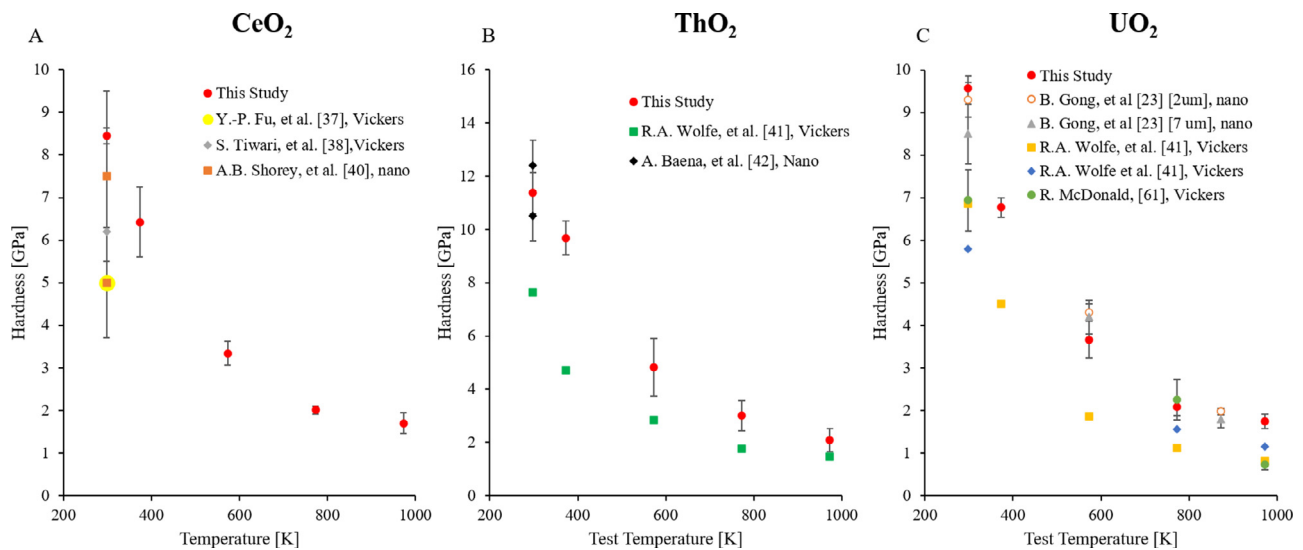 CeO2
ThO2
UO2
A
B
C
10
9
8
7
6
5
4
3
2
1
0
Hardness [GPa]
200
400
600
800
1000
Temperature [K]
This Study
Y.-P. Fu, et al. [37], Vickers
S. Tiwari, et al. [38],Vickers
A.B. Shorey, et al. [40], nano
16
14
12
10
8
6
4
2
0
Hardness [GPa]
200
400
600
800
1000
Test Temperature [K]
This Study
R.A. Wolfe, et al. [41], Vickers
A. Baena, et al. [42], Nano
10
9
8
7
6
5
4
3
2
1
0
Hardness [GPa]
200
400
600
800
1000
Test Temperature [K]
This Study
B. Gong, et al [23] [2um], nano
B. Gong, et al [23] [7 um], nano
R.A. Wolfe, et al. [41], Vickers
R.A. Wolfe et al. [41], Vickers
R. McDonald, [61], Vickers